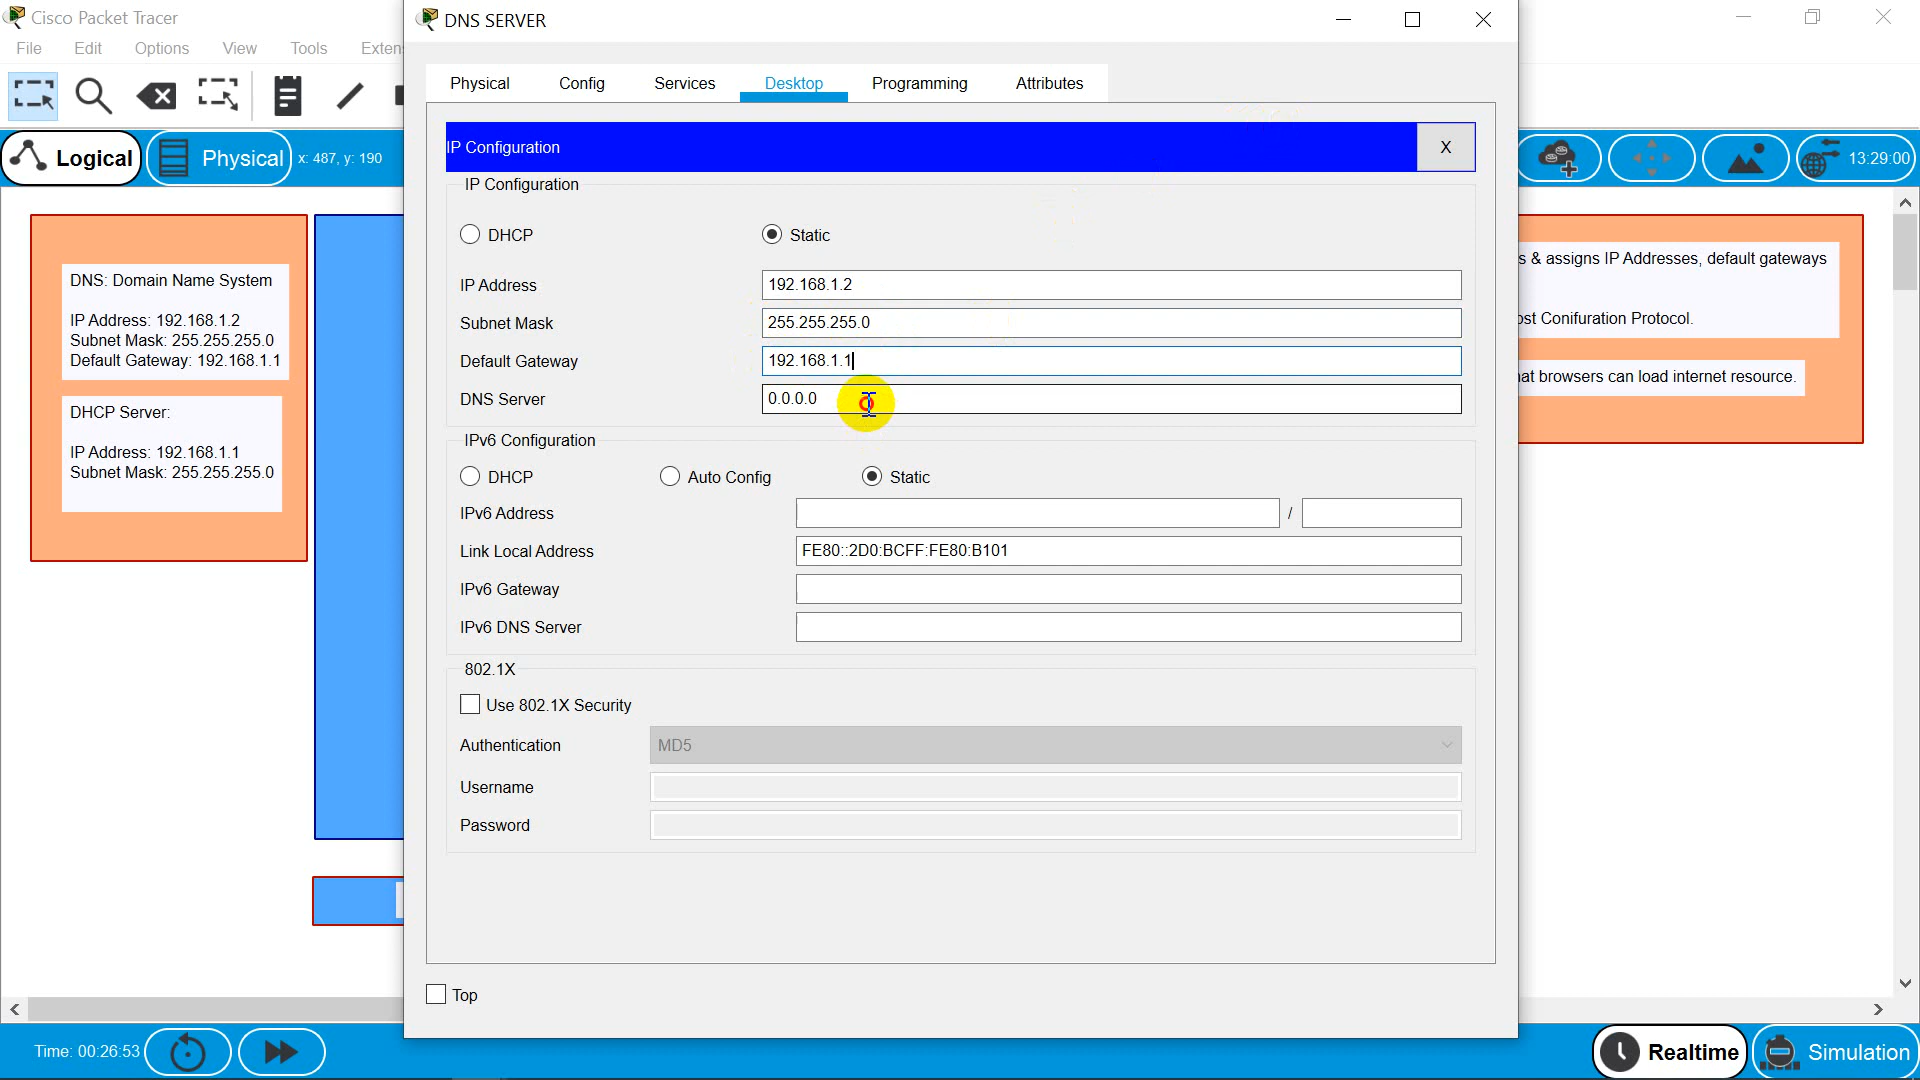 Cisco Packet Tracer
DNS SERVER
File Edit Options View Tools Exten
Physical Config Services Desktop Programming Attributes
Logical
Physical
x: 487, y: 190
IP Configuration
X
13:29:00
IP Configuration
DHCP
Static
IP Address 192.168.1.2
Subnet Mask 255.255.255.0
Default Gateway 192.168.1.1
DNS Server 0.0.0.0
IPv6 Configuration
DHCP
Auto Config
Static
IPv6 Address /
Link Local Address FE80::2D0:BCFF:FE80:B101
IPv6 Gateway
IPv6 DNS Server
802.1X
Use 802.1X Security
Authentication MD5
Username
Password
Top
DNS: Domain Name System
IP Address: 192.168.1.2
Subnet Mask: 255.255.255.0
Default Gateway: 192.168.1.1
DHCP Server:
IP Address: 192.168.1.1
Subnet Mask: 255.255.255.0
s & assigns IP Addresses, default gateways
ost Conifuration Protocol.
hat browsers can load internet resource.
Time: 00:26:53
Realtime
Simulation